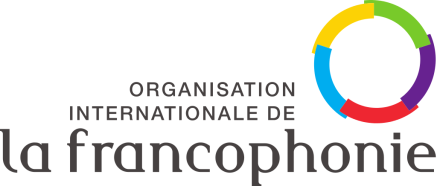 ORGANISATION
INTERNATIONALE DE
la francophonie